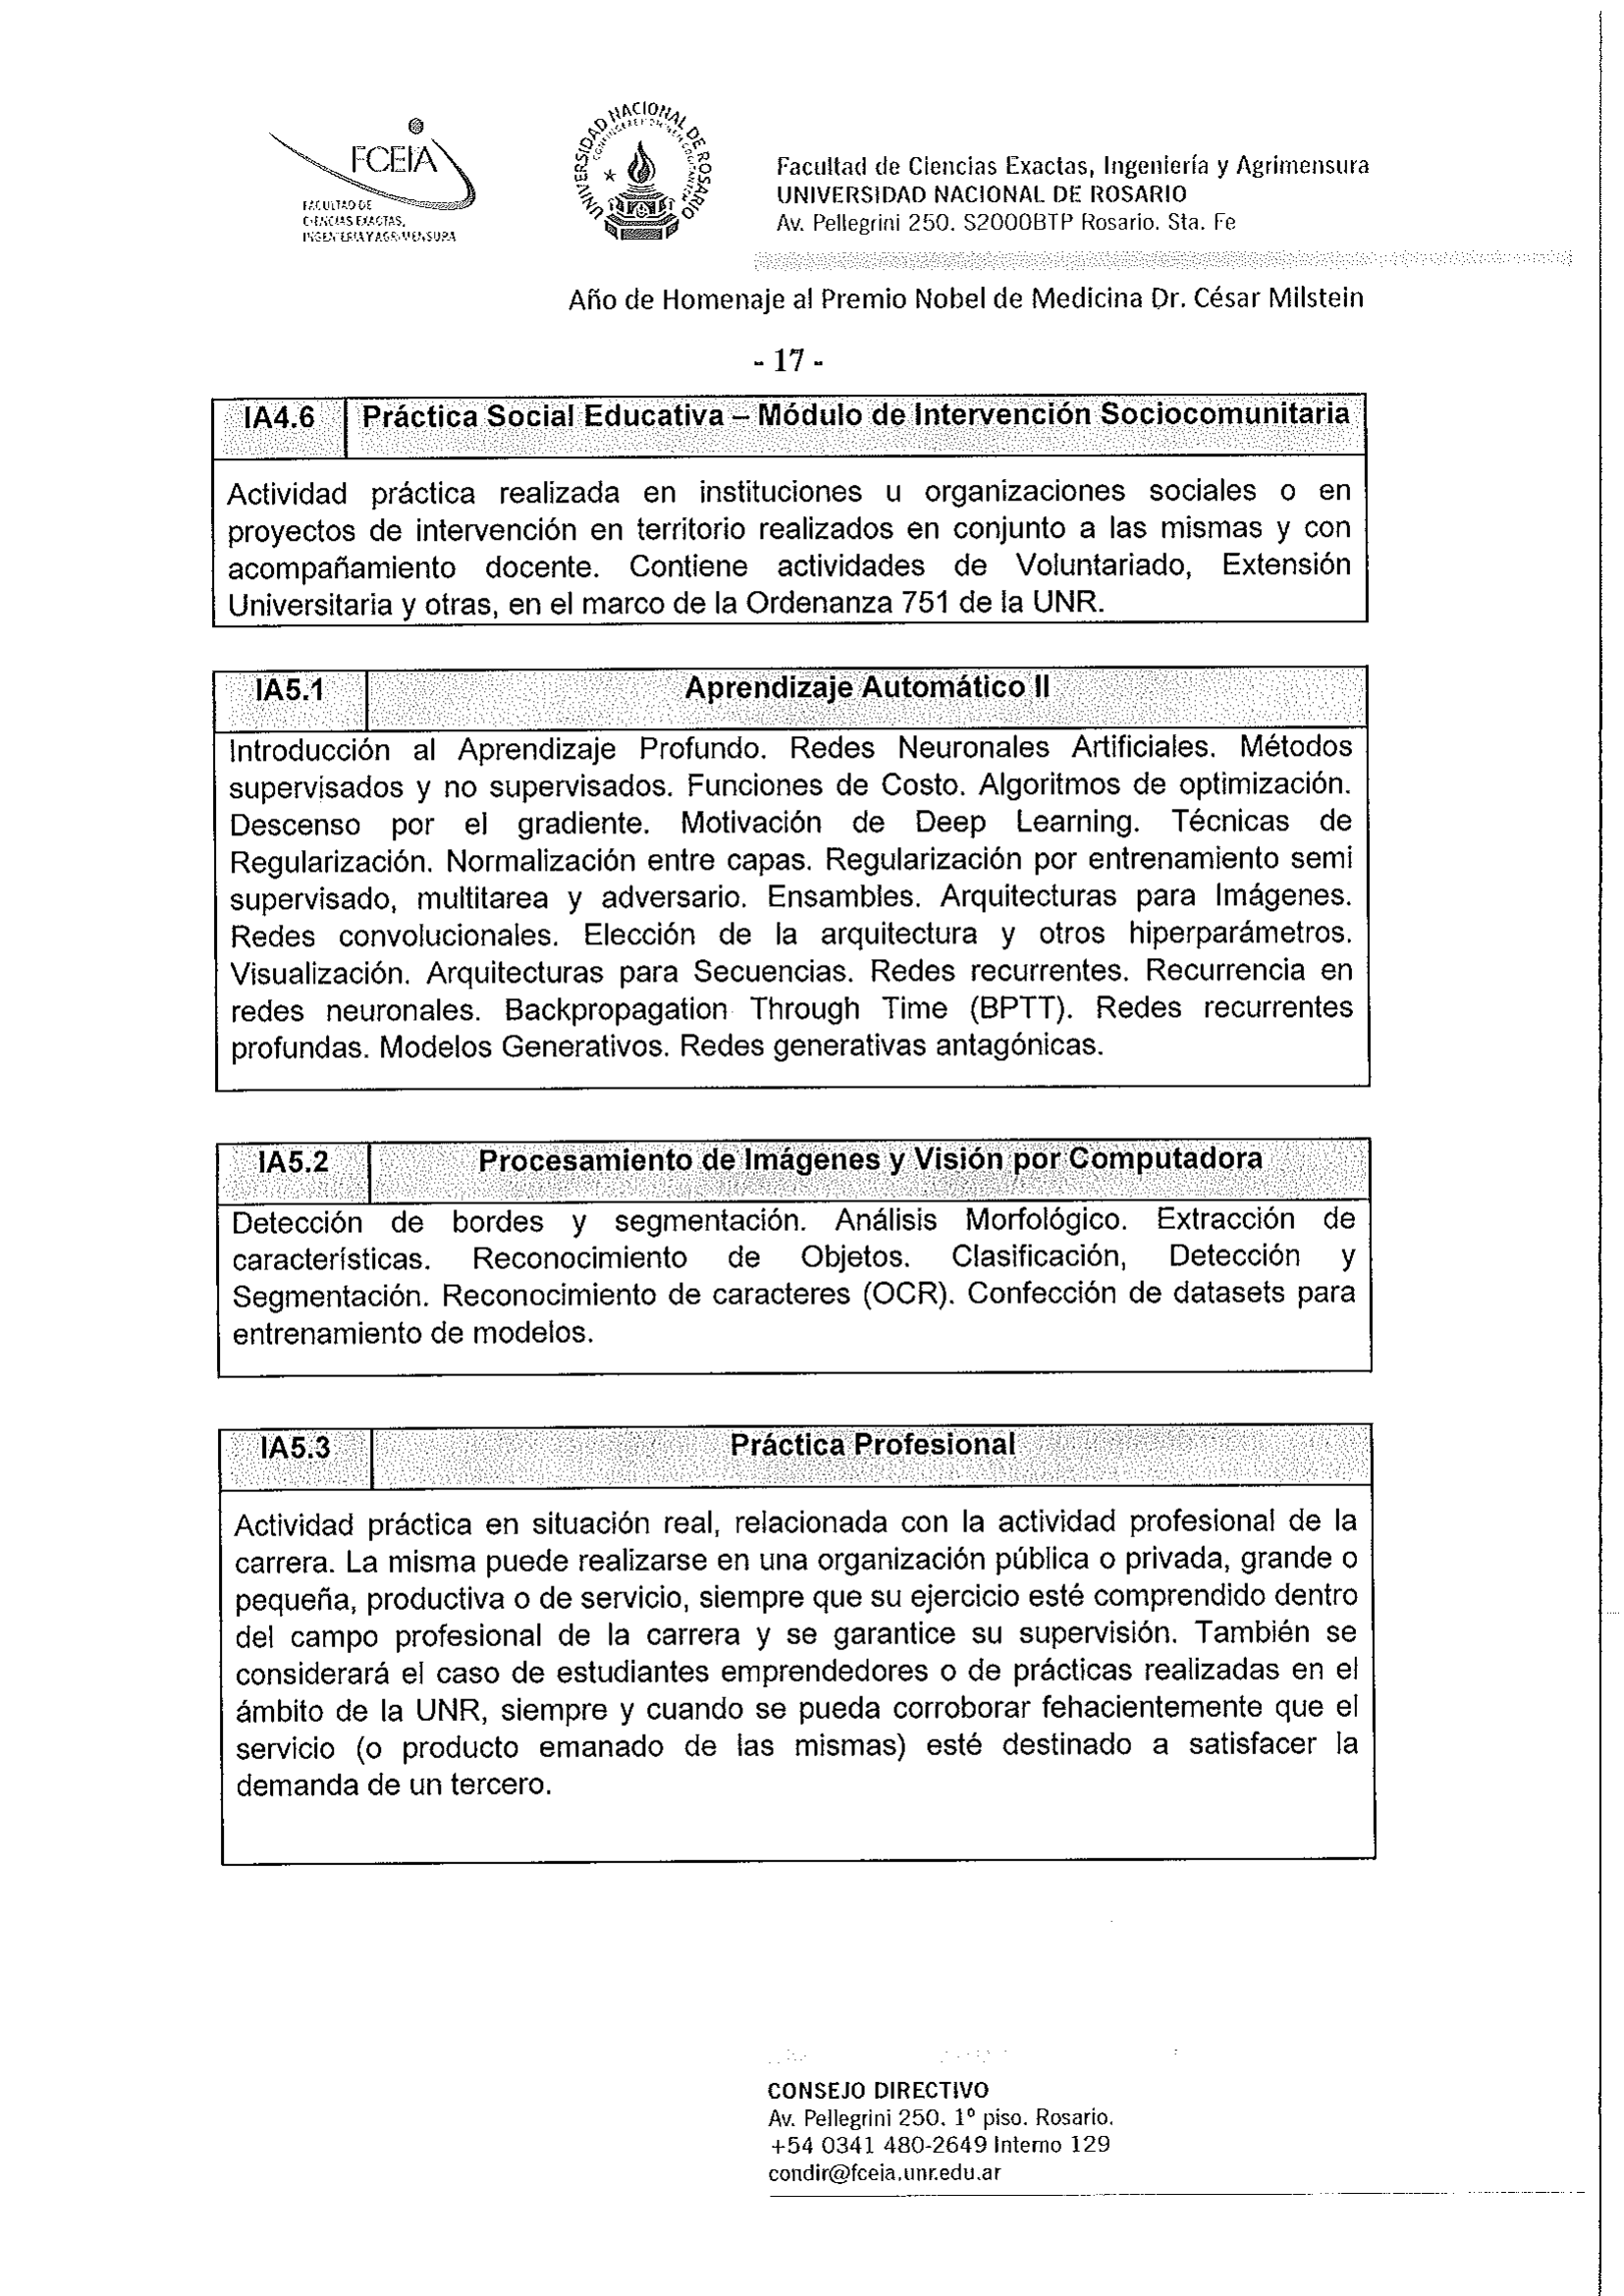 FCEIA
FACULTAD DE
CIENCIAS EXACTAS,
INGENIERIA Y AGRIMENSURA
UNIVERSIDAD NACIONAL DE ROSARIO
Facultad de Ciencias Exactas, Ingeniería y Agrimensura
UNIVERSIDAD NACIONAL DE ROSARIO
Av. Pellegrini 250. S2000BTP Rosario. Sta. Fe
Año de Homenaje al Premio Nobel de Medicina Dr. César Milstein
- 17 -
IA4.6 Práctica Social Educativa – Módulo de Intervención Sociocomunitaria
Actividad práctica realizada en instituciones u organizaciones sociales o en
proyectos de intervención en territorio realizados en conjunto a las mismas y con
acompañamiento docente. Contiene actividades de Voluntariado, Extensión
Universitaria y otras, en el marco de la Ordenanza 751 de la UNR.
IA5.1 Aprendizaje Automático II
Introducción al Aprendizaje Profundo. Redes Neuronales Artificiales. Métodos
supervisados y no supervisados. Funciones de Costo. Algoritmos de optimización.
Descenso por el gradiente. Motivación de Deep Learning. Técnicas de
Regularización. Normalización entre capas. Regularización por entrenamiento semi
supervisado, multitarea y adversario. Ensambles. Arquitecturas para Imágenes.
Redes convolucionales. Elección de la arquitectura y otros hiperparámetros.
Visualización. Arquitecturas para Secuencias. Redes recurrentes. Recurrencia en
redes neuronales. Backpropagation Through Time (BPTT). Redes recurrentes
profundas. Modelos Generativos. Redes generativas antagónicas.
IA5.2 Procesamiento de Imágenes y Visión por Computadora
Detección de bordes y segmentación. Análisis Morfológico. Extracción de
características. Reconocimiento de Objetos. Clasificación, Detección y
Segmentación. Reconocimiento de caracteres (OCR). Confección de datasets para
entrenamiento de modelos.
IA5.3 Práctica Profesional
Actividad práctica en situación real, relacionada con la actividad profesional de la
carrera. La misma puede realizarse en una organización pública o privada, grande o
pequeña, productiva o de servicio, siempre que su ejercicio esté comprendido dentro
del campo profesional de la carrera y se garantice su supervisión. También se
considerará el caso de estudiantes emprendedores o de prácticas realizadas en el
ámbito de la UNR, siempre y cuando se pueda corroborar fehacientemente que el
servicio (o producto emanado de las mismas) esté destinado a satisfacer la
demanda de un tercero.
CONSEJO DIRECTIVO
Av. Pellegrini 250. 1º piso. Rosario.
+54 0341 480-2649 Interno 129
condir@fceia.unr.edu.ar